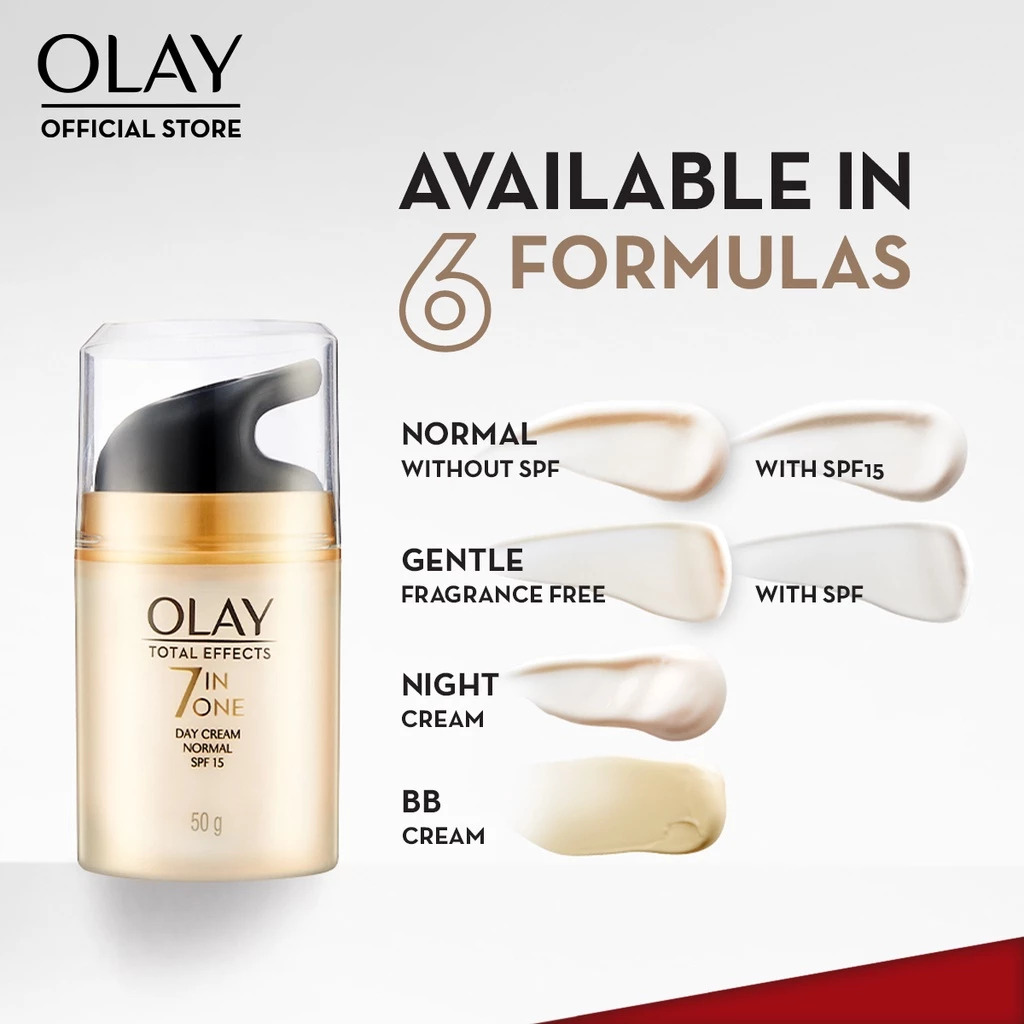 OLAY
OFFICIAL STORE
AVAILABLE IN
6 FORMULAS
NORMAL
WITHOUT SPF
WITH SPF15
GENTLE
FRAGRANCE FREE
WITH SPF
NIGHT
CREAM
BB
CREAM
OLAY
TOTAL EFFECTS
7 IN
ONE
DAY CREAM
NORMAL
SPF 15
50 g